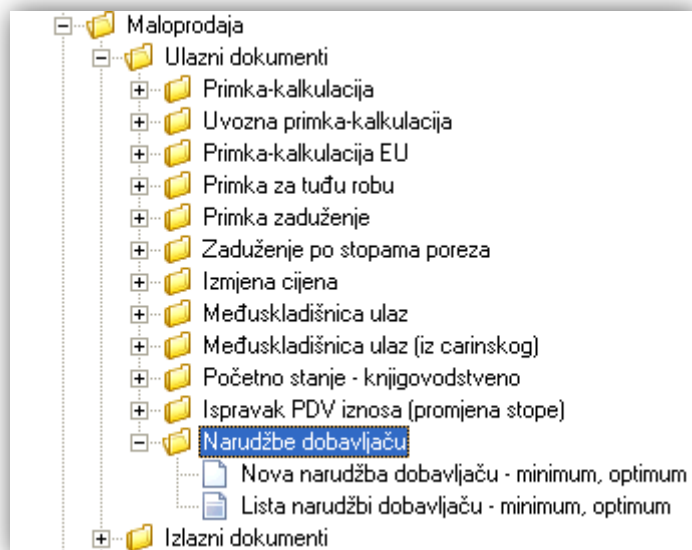 Maloprodaja
Ulazni dokumenti
Primka-kalkulacija
Uvozna primka-kalkulacija
Primka-kalkulacija EU
Primka za tuđu robu
Primka zaduženje
Zaduženje po stopama poreza
Izmjena cijena
Međuskladišnica ulaz
Međuskladišnica ulaz (iz carinskog)
Početno stanje - knjigovodstveno
Ispravak PDV iznosa (promjena stope)
Narudžbe dobavljaču
Nova narudžba dobavljaču - minimum, optimum
Lista narudžbi dobavljaču - minimum, optimum
Izlazni dokumenti